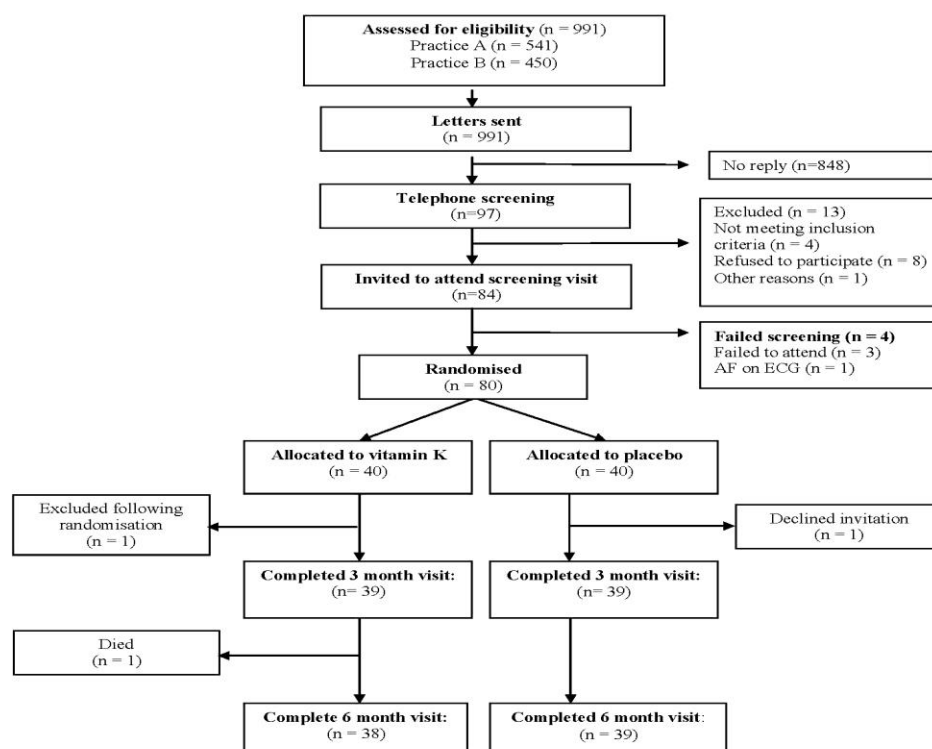 Assessed for eligibility (n = 991)
Practice A (n = 541)
Practice B (n = 450)
Letters sent
(n = 991)
No reply (n=848)
Telephone screening
(n=97)
Excluded (n = 13)
Not meeting inclusion
criteria (n = 4)
Refused to participate (n = 8)
Other reasons (n = 1)
Invited to attend screening visit
(n=84)
Failed screening (n = 4)
Failed to attend (n = 3)
AF on ECG (n = 1)
Randomised
(n = 80)
Allocated to vitamin K
(n = 40)
Allocated to placebo
(n = 40)
Excluded following
randomisation
(n = 1)
Declined invitation
(n = 1)
Completed 3 month visit:
(n= 39)
Completed 3 month visit:
(n= 39)
Died
(n = 1)
Complete 6 month visit:
(n = 38)
Completed 6 month visit:
(n = 39)